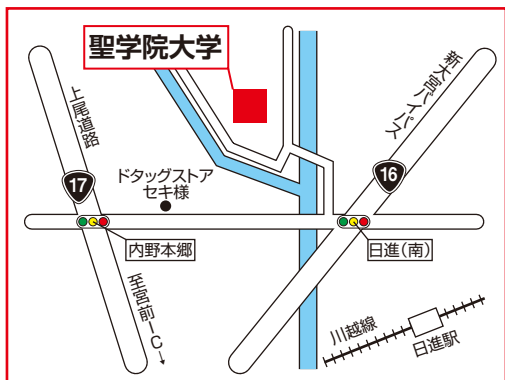 聖学院大学
上尾道路
新大宮バイパス
17
16
ドタッグストア
セキ様
内野本郷
日進(南)
至宮前IC→
川越線
日進駅